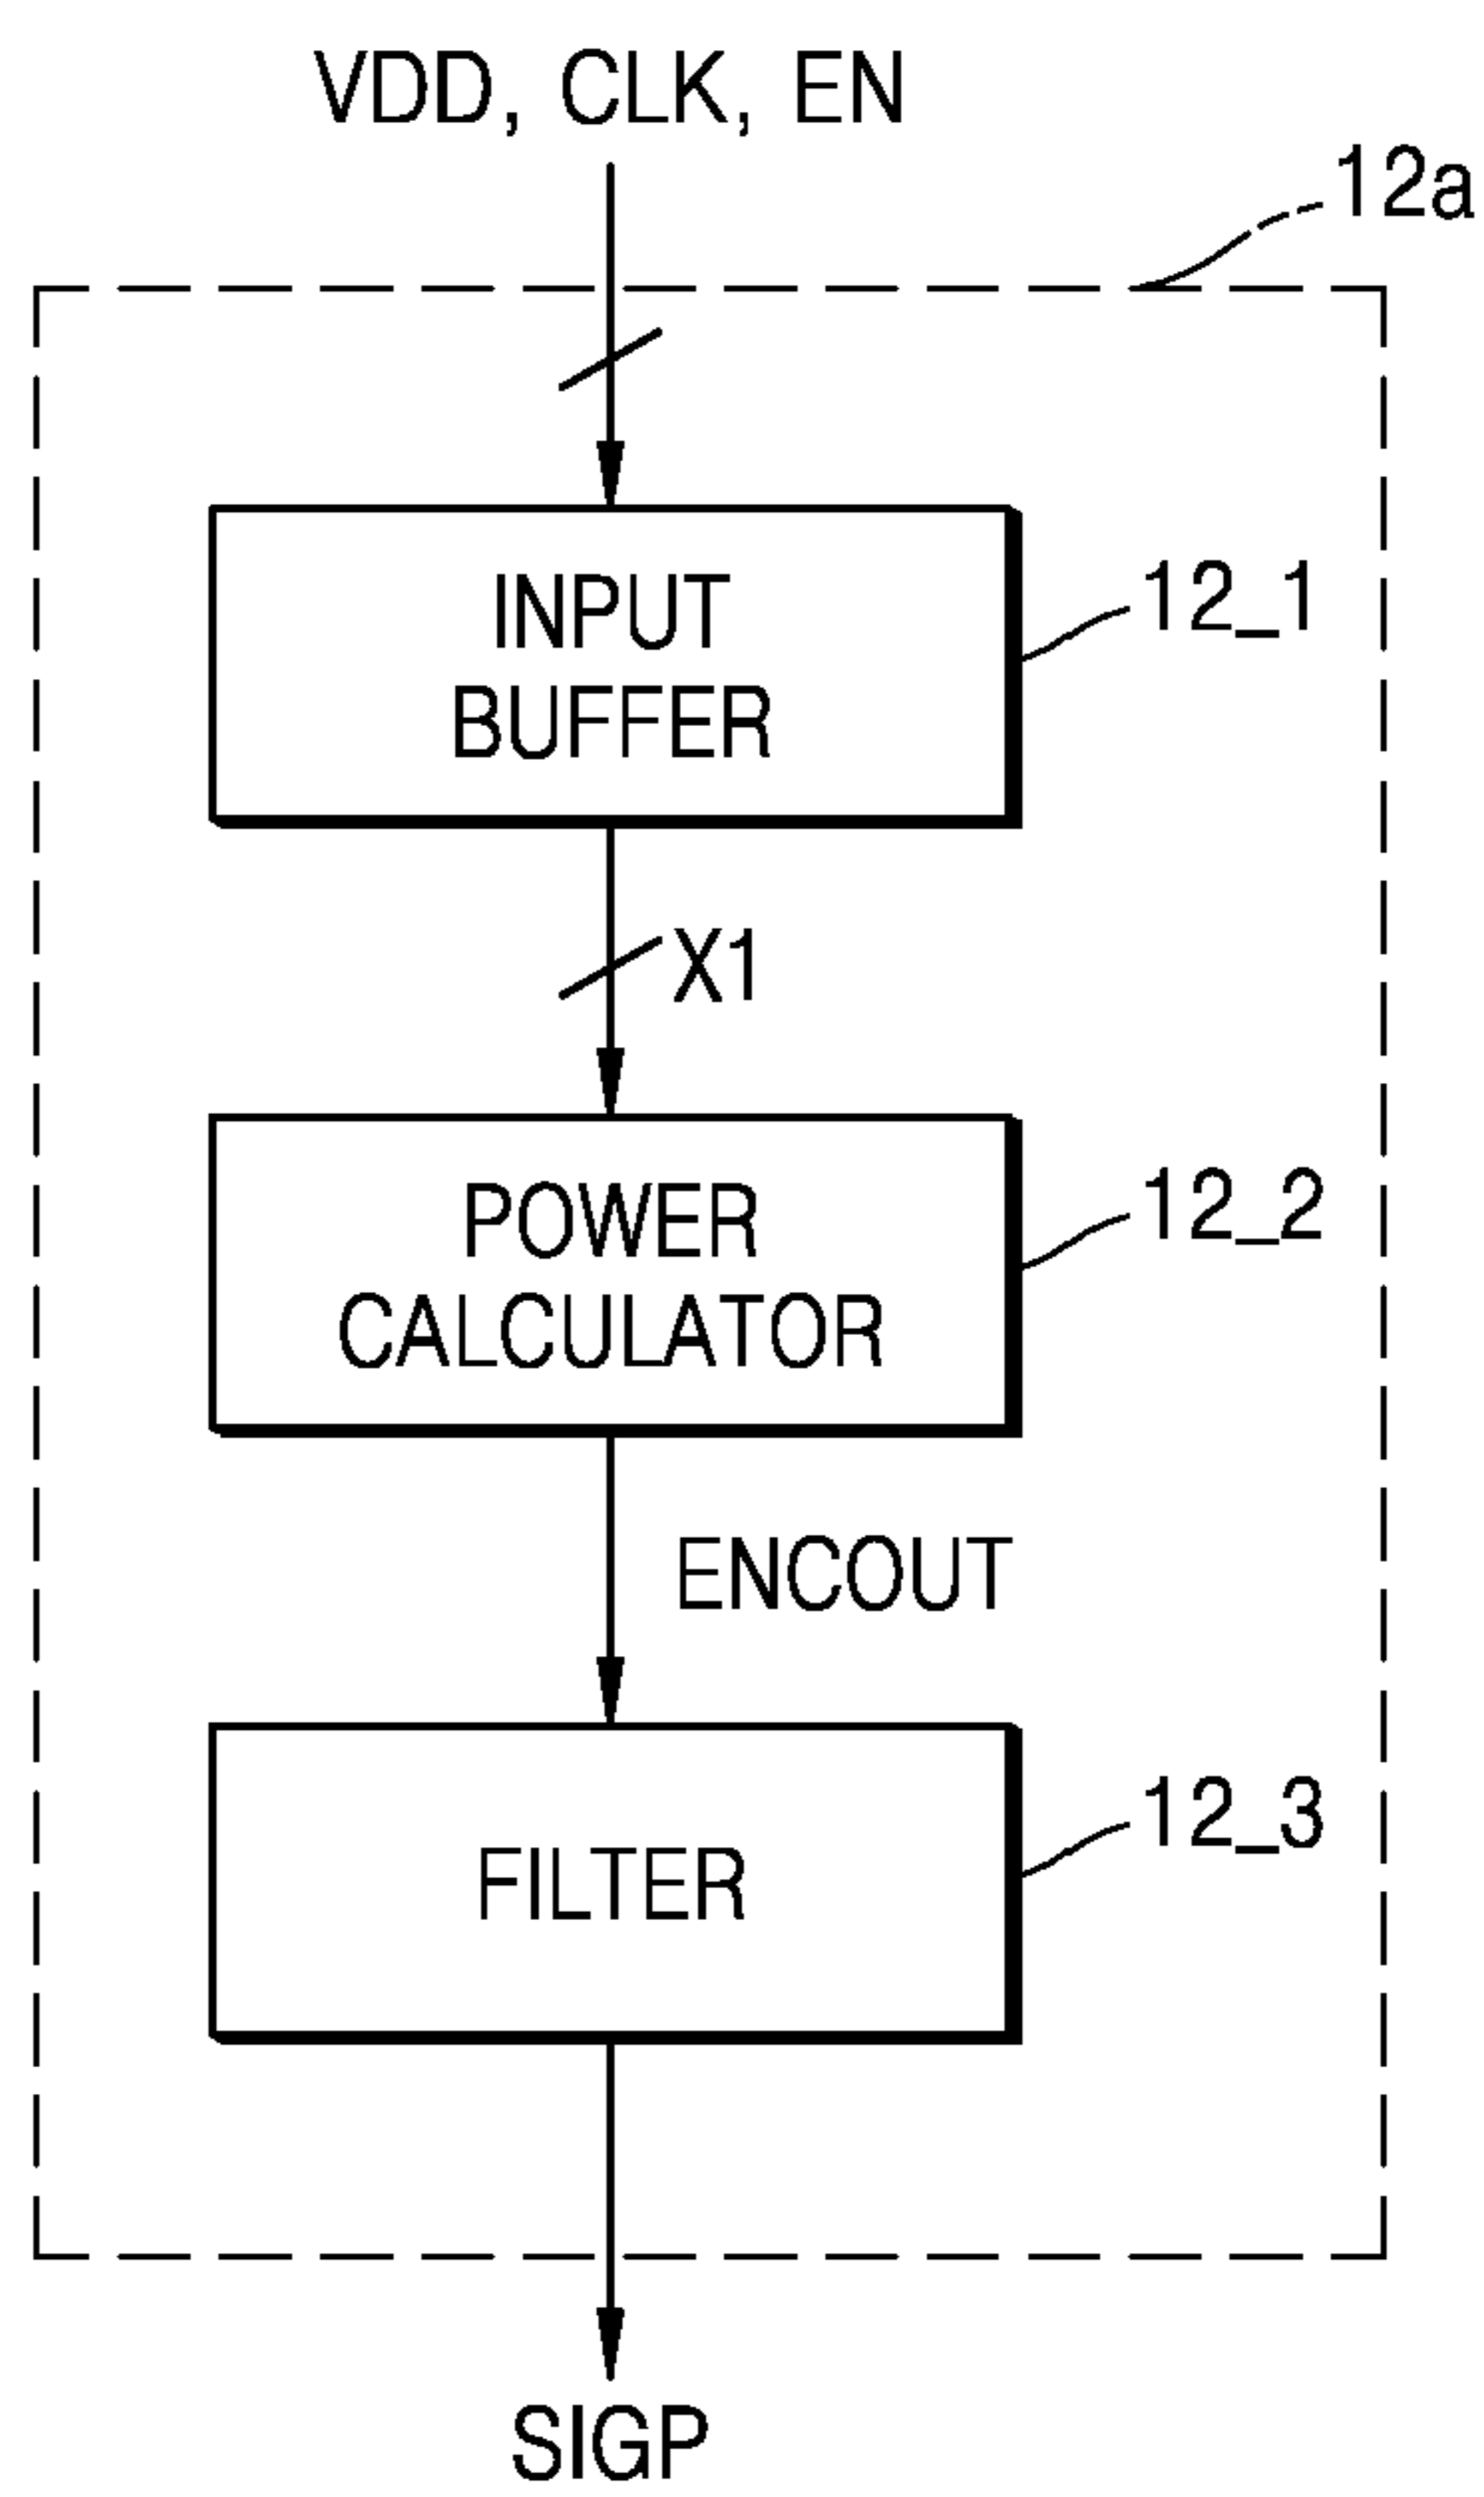 VDD, CLK, EN
12a
INPUT
BUFFER
12_1
X1
POWER
CALCULATOR
12_2
ENCOUT
FILTER
12_3
SIGP